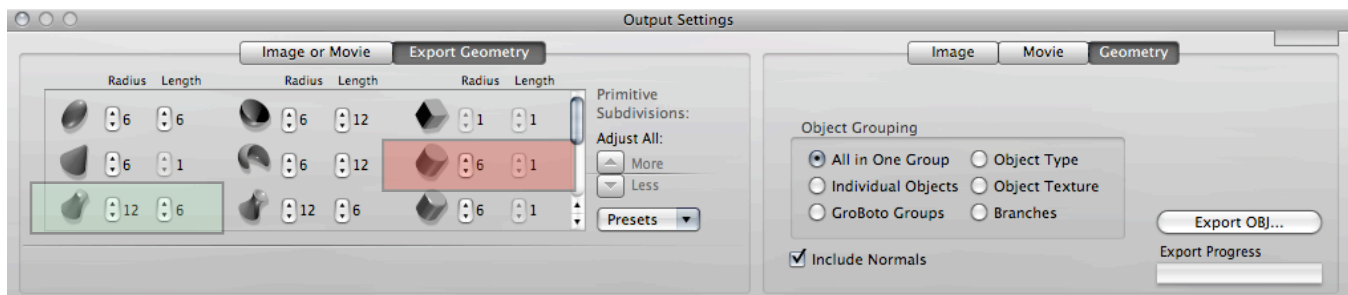 Output Settings
Image or Movie Export Geometry
Radius Length Radius Length Radius Length
6 6 6 12 1 1
6 1 6 12 6 1
12 6 12 6 6 1
Primitive
Subdivisions:
Adjust All:
More
Less
Presets
Image Movie Geometry
Object Grouping
All in One Group Object Type
Individual Objects Object Texture
GroBoto Groups Branches
Include Normals
Export OBJ...
Export Progress